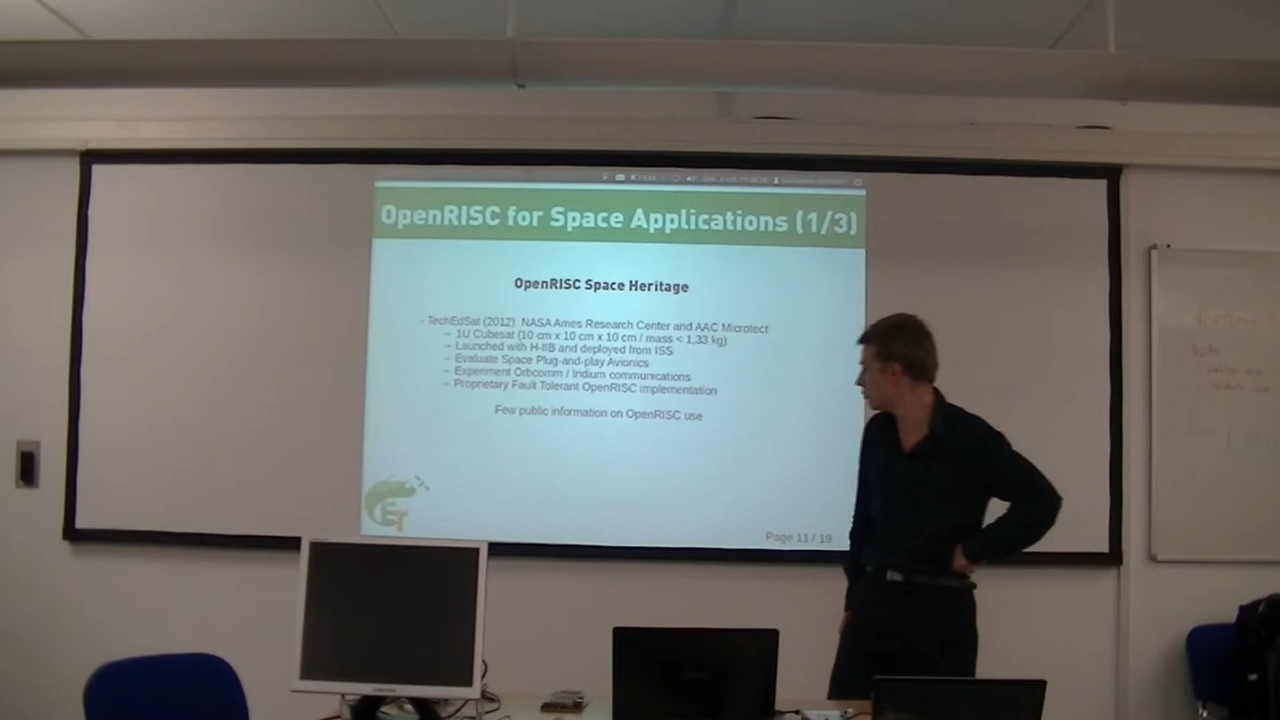 OpenRISC for Space Applications (1/3)
OpenRISC Space Heritage
- TechEdSat (2012): NASA Ames Research Center and AAC Microtect
– 1U Cubesat (10 cm x 10 cm x 10 cm / mass < 1,33 kg)
– Launched with H-IIB and deployed from ISS
– Evaluate Space Plug-and-play Avionics
– Experiment Orbcomm / Iridium communications
– Proprietary Fault Tolerant OpenRISC implementation
Few public information on OpenRISC use
ET
Page 11 / 19